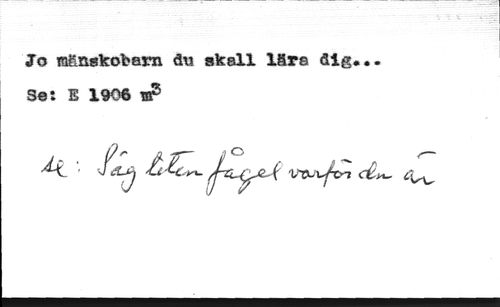 Jo mänskobarn du skall lära dig...
Se: E 1906 m³
se: Säg liten fågel varför du är